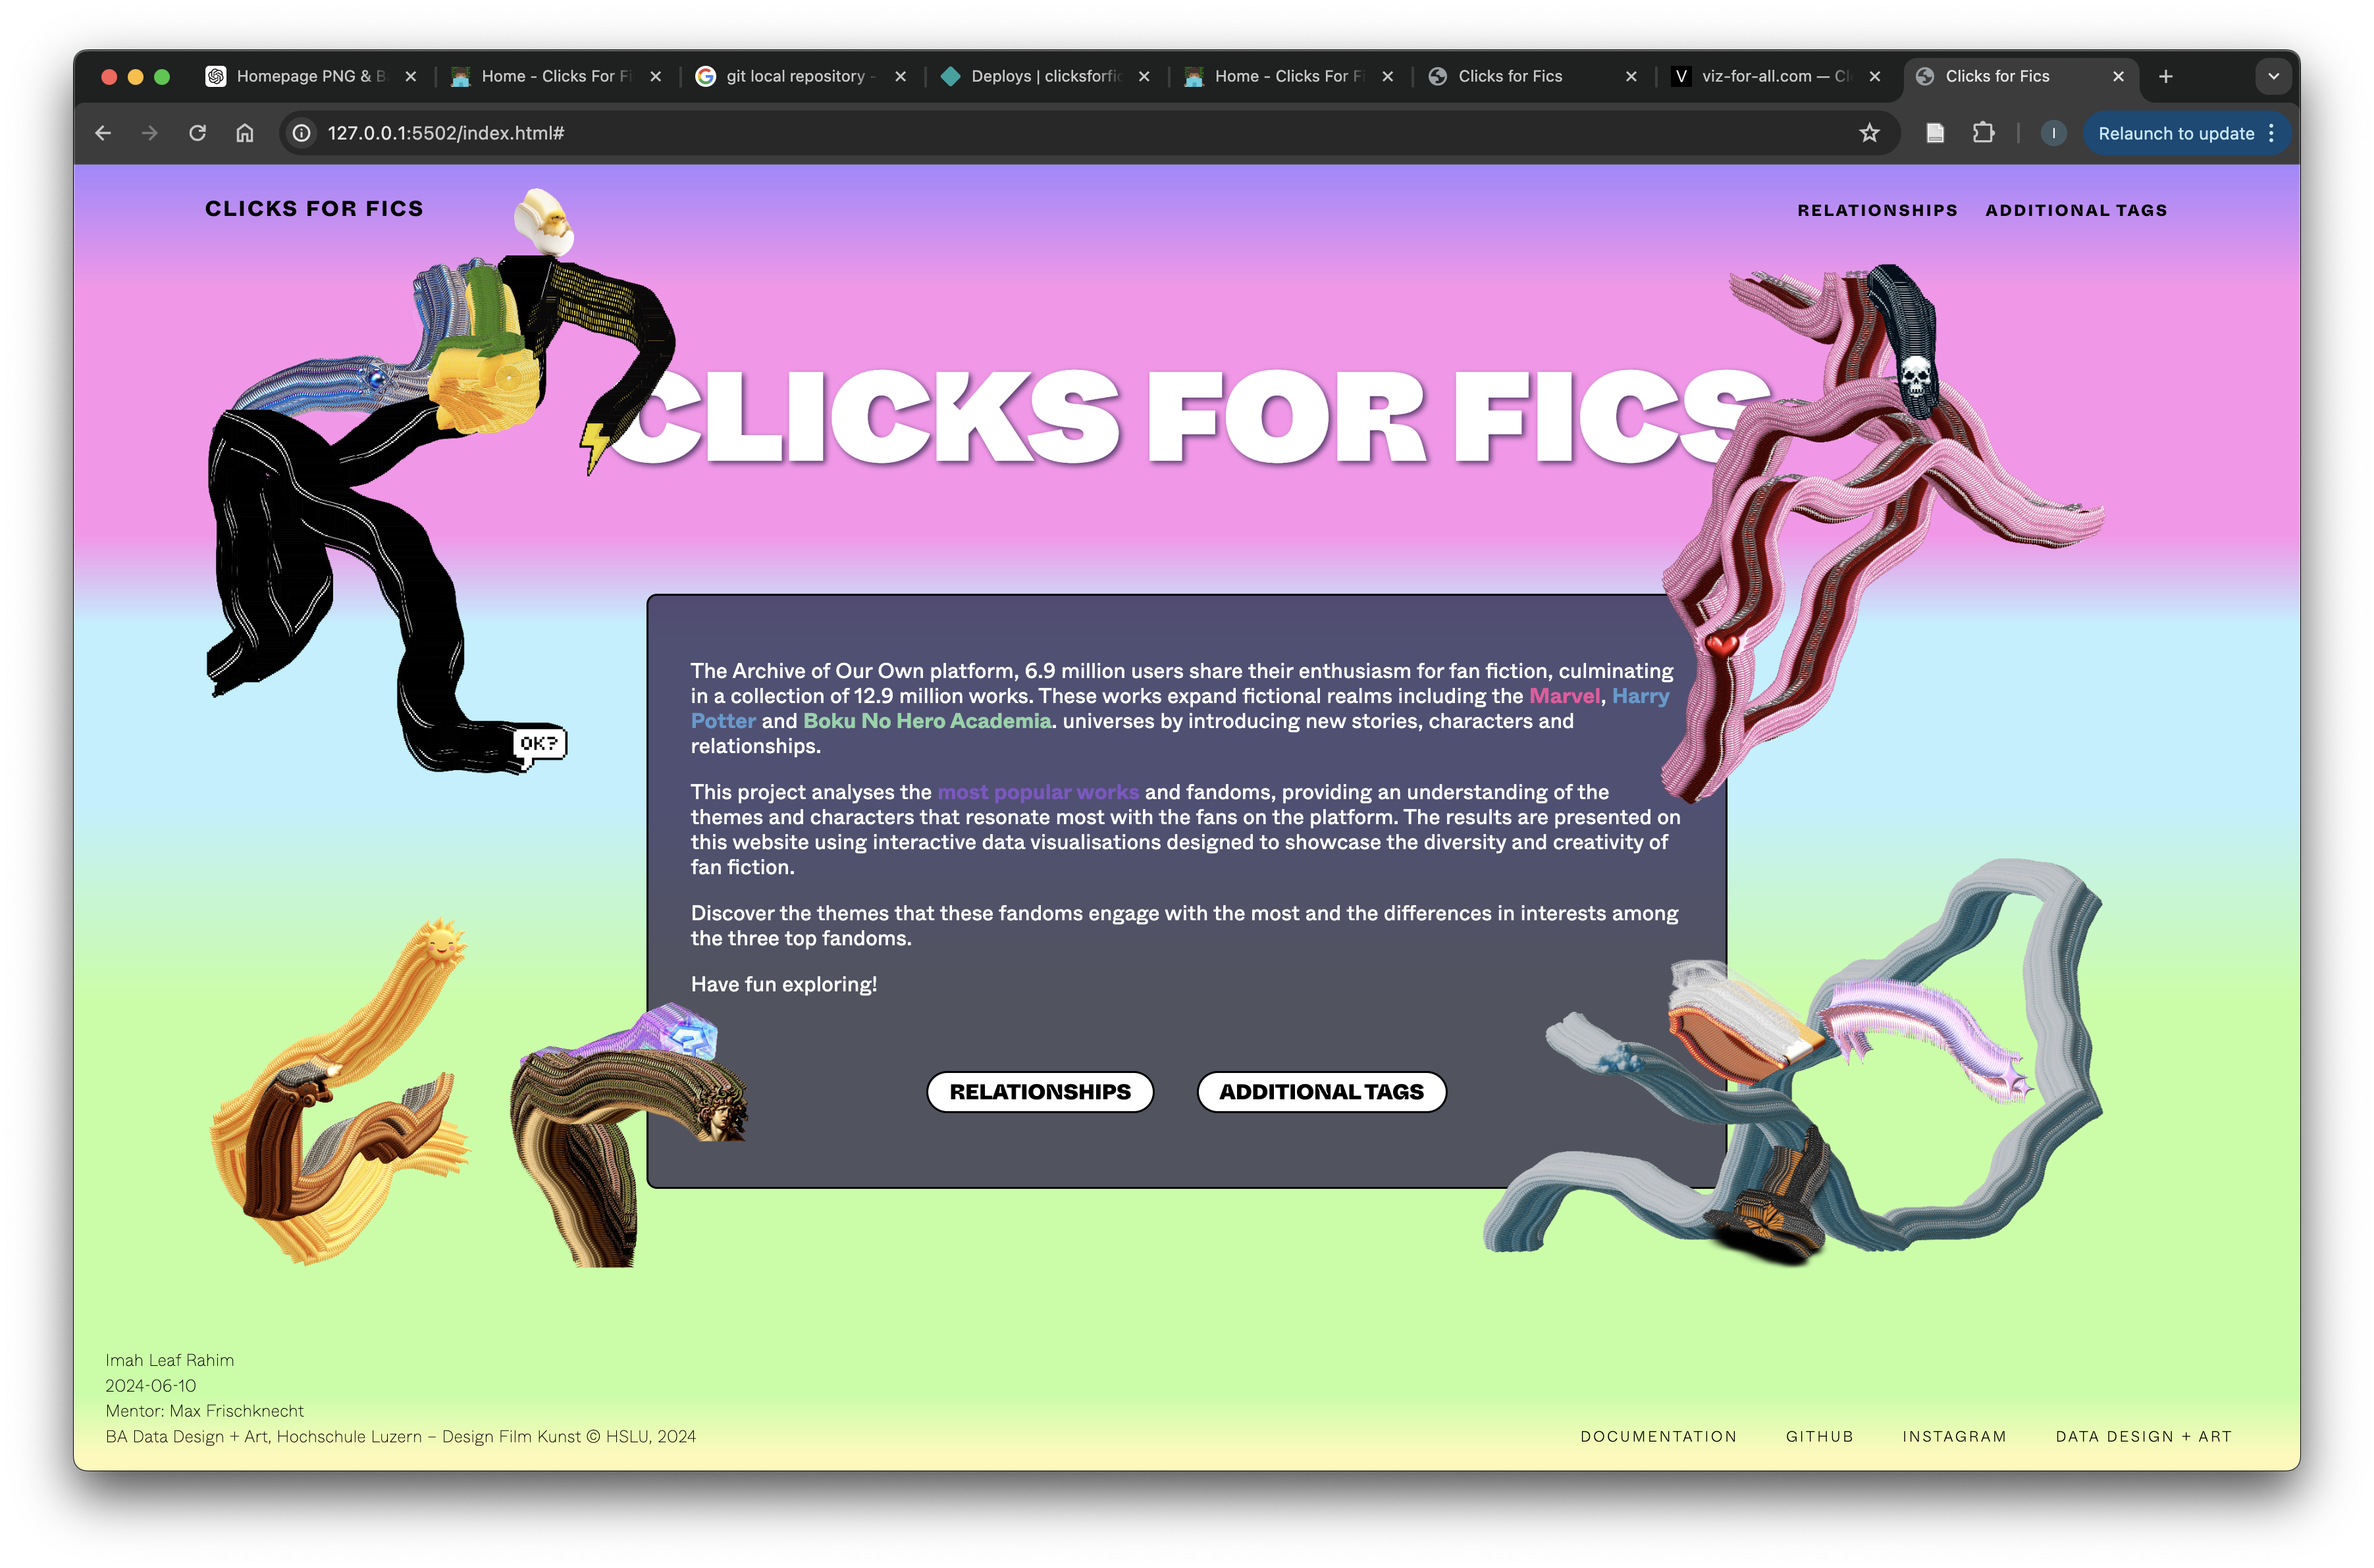 Homepage PNG & B
Home - Clicks For Fi
git local repository -
Deploys | clicksforfic
Home - Clicks For Fi
Clicks for Fics
V viz-for-all.com — Cl
Clicks for Fics
127.0.0.1:5502/index.html#
I
Relaunch to update
CLICKS FOR FICS
RELATIONSHIPS
ADDITIONAL TAGS
CLICKS FOR FICS
OK?
The Archive of Our Own platform, 6.9 million users share their enthusiasm for fan fiction, culminating
in a collection of 12.9 million works. These works expand fictional realms including the Marvel, Harry
Potter and Boku No Hero Academia. universes by introducing new stories, characters and
relationships.
This project analyses the most popular works and fandoms, providing an understanding of the
themes and characters that resonate most with the fans on the platform. The results are presented on
this website using interactive data visualisations designed to showcase the diversity and creativity of
fan fiction.
Discover the themes that these fandoms engage with the most and the differences in interests among
the three top fandoms.
Have fun exploring!
RELATIONSHIPS
ADDITIONAL TAGS
Imah Leaf Rahim
2024-06-10
Mentor: Max Frischknecht
BA Data Design + Art, Hochschule Luzern – Design Film Kunst © HSLU, 2024
DOCUMENTATION
GITHUB
INSTAGRAM
DATA DESIGN + ART